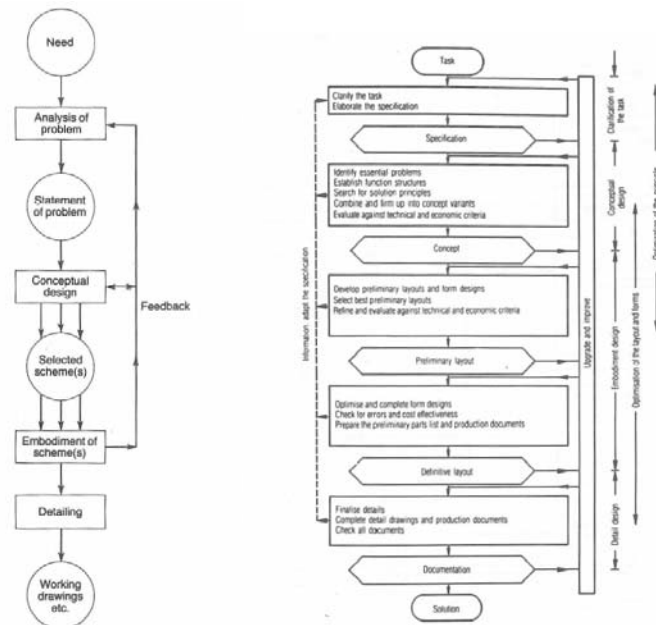 Need
Analysis of
problem
Statement
of problem
Conceptual
design
Feedback
Selected
scheme(s)
Embodiment of
scheme(s)
Detailing
Working
drawings
etc.
Task
Clarify the task
Elaborate the specification
Specification
Identify essential problems
Establish function structures
Search for solution principles
Combine and firm up into concept variants
Evaluate against technical and economic criteria
Concept
Develop preliminary layouts and form designs
Select best preliminary layouts
Refine and evaluate against technical and economic criteria
Preliminary layout
Optimise and complete form designs
Check for errors and cost effectiveness
Prepare the preliminary parts list and production documents
Definitive layout
Finalise details
Complete detail drawings and production documents
Check all documents
Documentation
Solution
Information: adapt the specification
Upgrade and improve
Clarification of
the task
Conceptual
design
Embodiment design
Detail design
Optimisation of the layout and forms